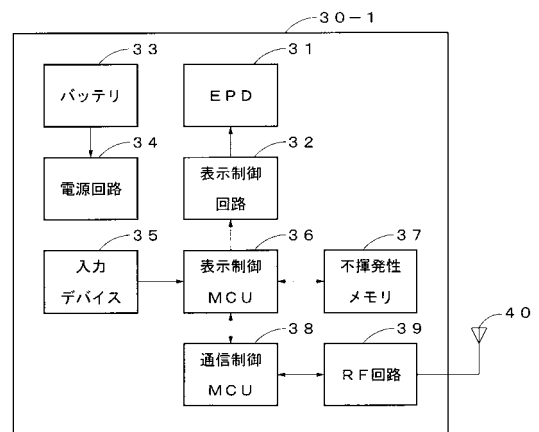 ３０-１
３３
バッテリ
３１
ＥＰＤ
３４
電源回路
３２
表示制御
回路
３５
入力
デバイス
３６
表示制御
ＭＣＵ
３７
不揮発性
メモリ
３８
通信制御
ＭＣＵ
３９
ＲＦ回路
４０